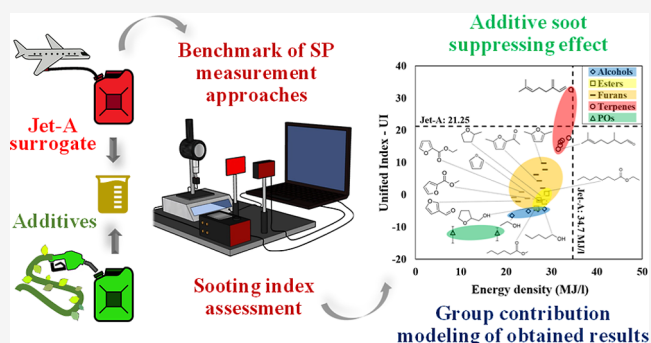 Jet-A
surrogate
Additives
Benchmark of SP
measurement
approaches
Sooting index
assessment
Additive soot
suppressing effect
Unified Index - UI
40
30
20
10
0
-10
-20
Jet-A: 21.25
Alcohols
Esters
Furans
Terpenes
POs
Jet-A: 34.7 MJ/l
0
10
20
30
40
50
Energy density (MJ/l)
Group contribution
modeling of obtained results